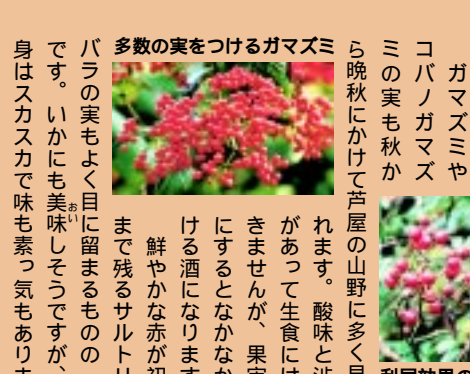 ガマズミや
コバノガマズ
ミの実も秋か
ら晩秋にかけて芦屋の山野に多く見
多数の実をつけるガマズミ
れます。酸味と渋
があって生食には
きませんが、果実
にするとなかなか
ける酒になります
鮮やかな赤が初
まで残るサルトリ
バラの実もよく目に留まるものの
です。いかにも美味しそうですが、
おい
身はスカスカで味も素っ気もありま